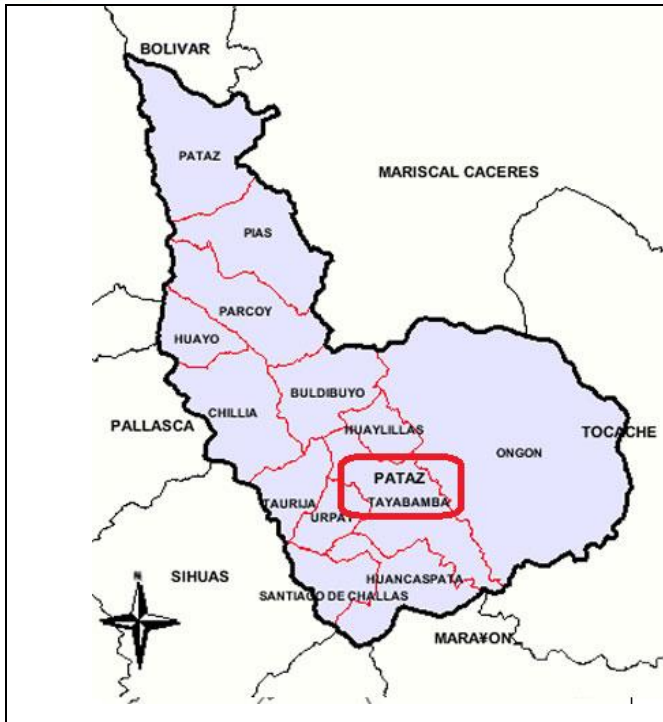 BOLIVAR
PATAZ
MARISCAL CACERES
PIAS
PARCOY
HUAYO
BULDIBUYO
CHILLIA
PALLASCA
HUAYLILLAS
TOCACHE
ONGON
PATAZ
TAYABAMBA
TAURIJA
URPAY
SIHUAS
N
HUANCASPATA
SANTIAGO DE CHALLAS
MARA¥ON